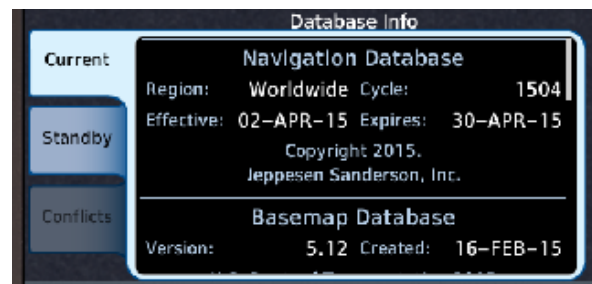 Database Info
Current
Navigation Database
Region: Worldwide Cycle: 1504
Effective: 02-APR-15 Expires: 30-APR-15
Standby
Copyright 2015.
Jeppesen Sanderson, Inc.
Conflicts
Basemap Database
Version: 5.12 Created: 16-FEB-15